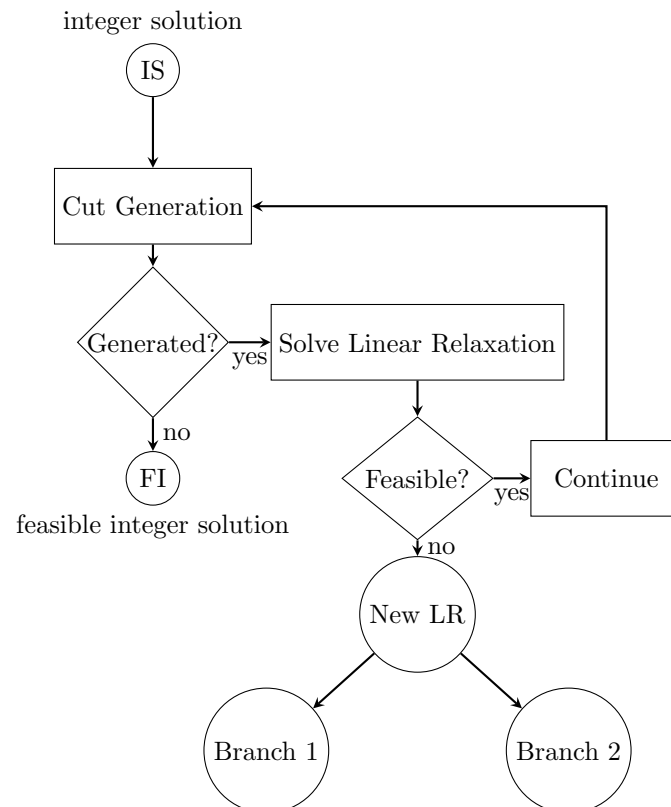 integer solution
IS
Cut Generation
Generated?
yes
Solve Linear Relaxation
no
FI
feasible integer solution
Feasible?
yes
Continue
no
New LR
Branch 1
Branch 2